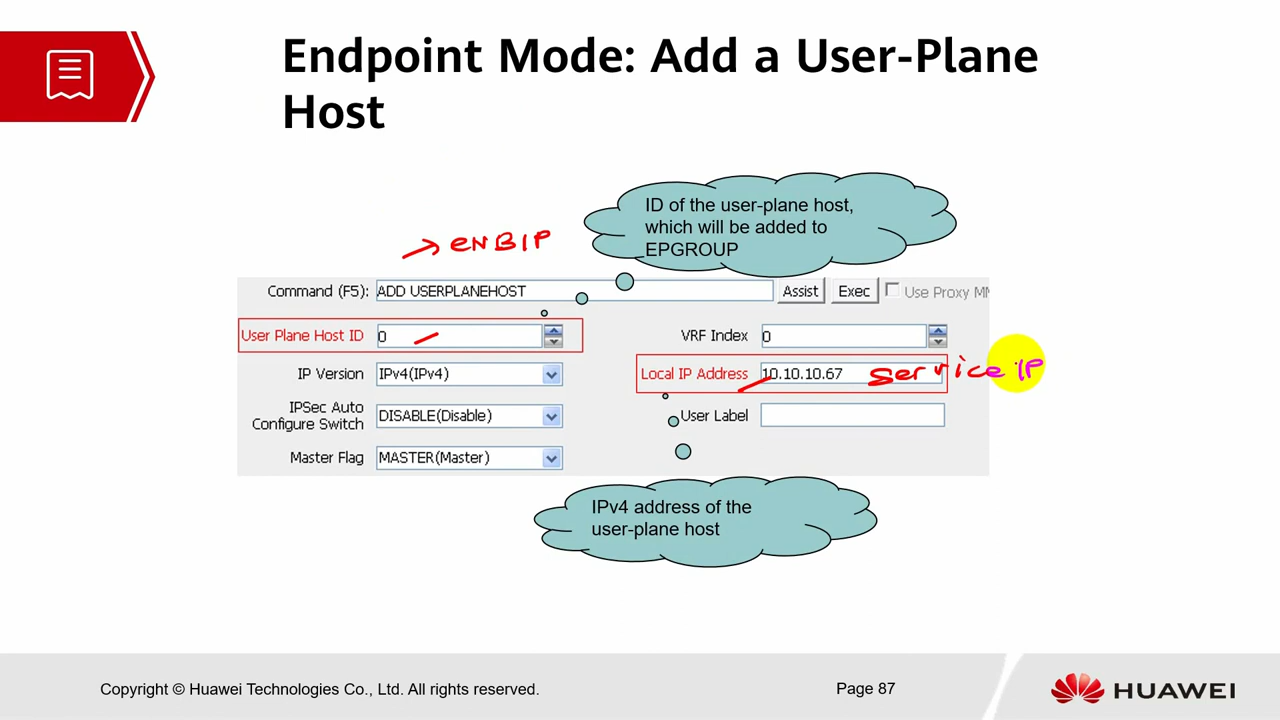 Endpoint Mode: Add a User-Plane
Host
ID of the user-plane host,
which will be added to
EPGROUP
→ eNBIP
Command (F5): ADD USERPLANEHOST Assist Exec Use Proxy MM
User Plane Host ID 0 VRF Index 0
IP Version IPv4(IPv4) Local IP Address 10.10.10.67 Service IP
IPSec Auto
Configure Switch DISABLE(Disable) User Label
Master Flag MASTER(Master)
IPv4 address of the
user-plane host
Copyright © Huawei Technologies Co., Ltd. All rights reserved. Page 87 HUAWEI